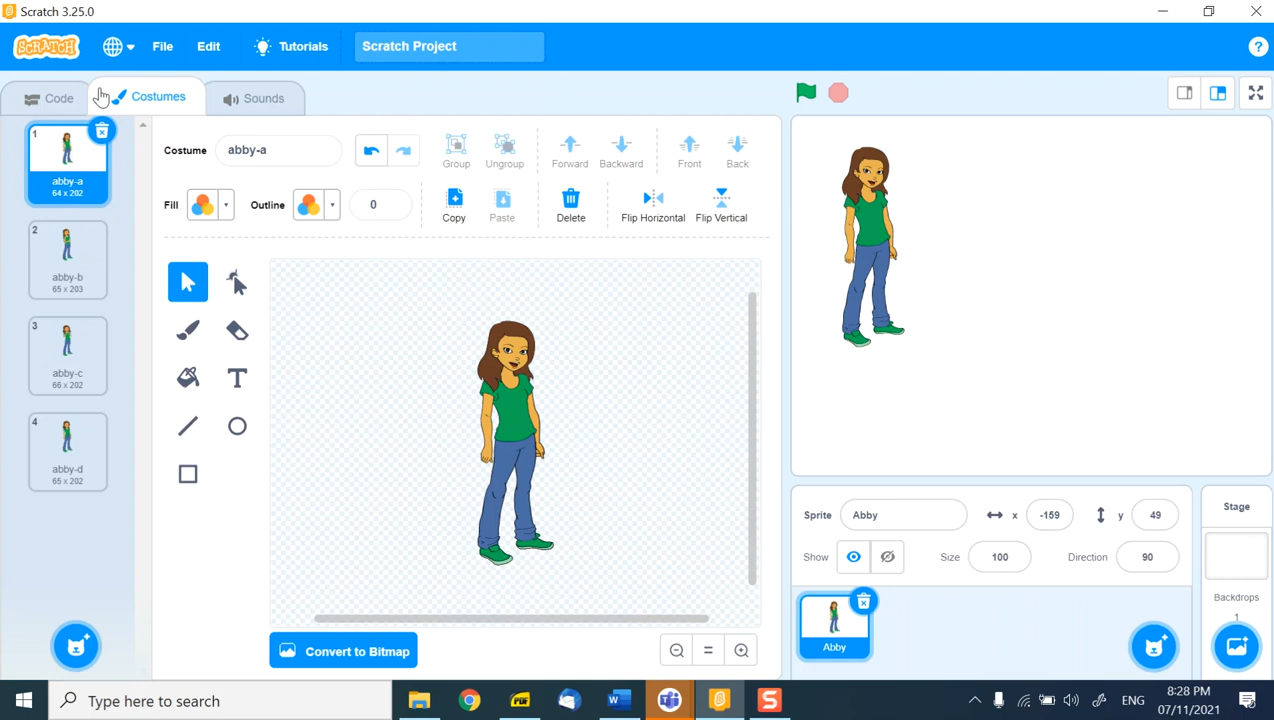 Scratch 3.25.0
SCRATCH File Edit Tutorials Scratch Project ?
Code Costumes Sounds
1
abby-a
64 x 202
2
abby-b
65 x 203
3
abby-c
66 x 202
4
abby-d
65 x 202
Costume abby-a
Group Ungroup Forward Backward Front Back
Fill Outline 0
Copy Paste Delete Flip Horizontal Flip Vertical
T
Convert to Bitmap
Sprite Abby x -159 y 49
Show Size 100 Direction 90
Abby
Stage
Backdrops
1
Type here to search
PDF
W
T
S
ENG
8:28 PM
07/11/2021